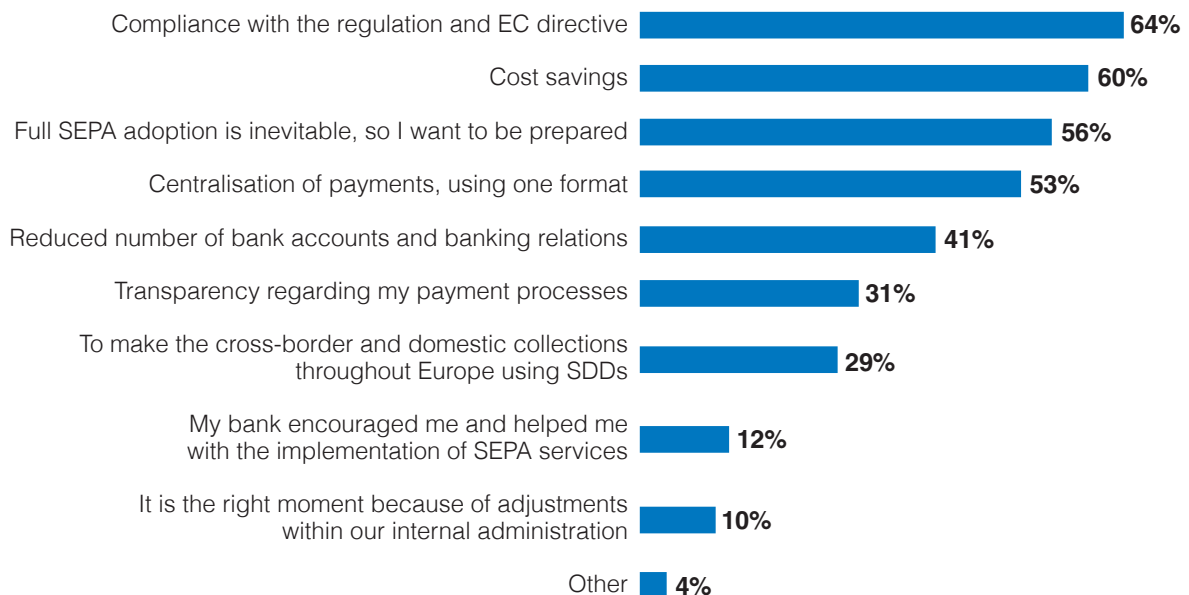 Compliance with the regulation and EC directive 64%
Cost savings 60%
Full SEPA adoption is inevitable, so I want to be prepared 56%
Centralisation of payments, using one format 53%
Reduced number of bank accounts and banking relations 41%
Transparency regarding my payment processes 31%
To make the cross-border and domestic collections
throughout Europe using SDDs 29%
My bank encouraged me and helped me
with the implementation of SEPA services 12%
It is the right moment because of adjustments
within our internal administration 10%
Other 4%